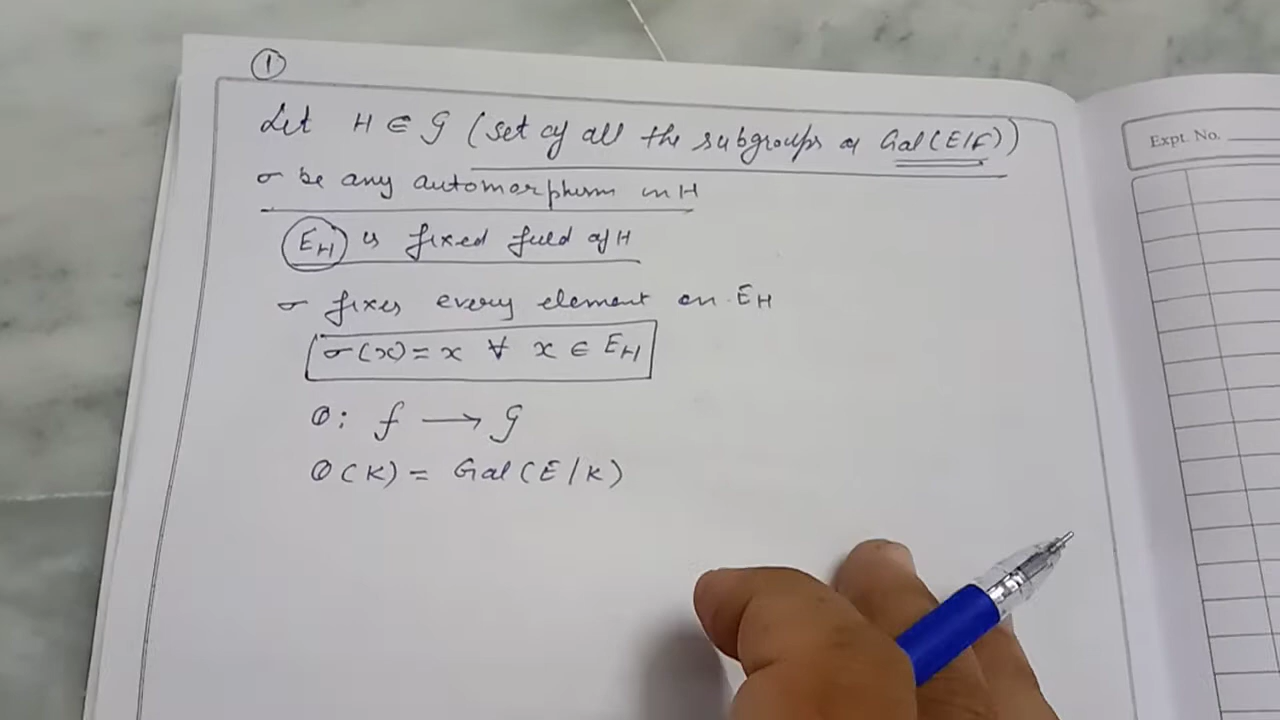 ①
Let H ∈ G (set of all the subgroups of Gal(E/F))
σ be any automorphism in H
E_H is fixed field of H
σ fixes every element on E_H
σ(x) = x ∀ x ∈ E_H
θ: f → G
θ(K) = Gal(E/K)
Expt. No.